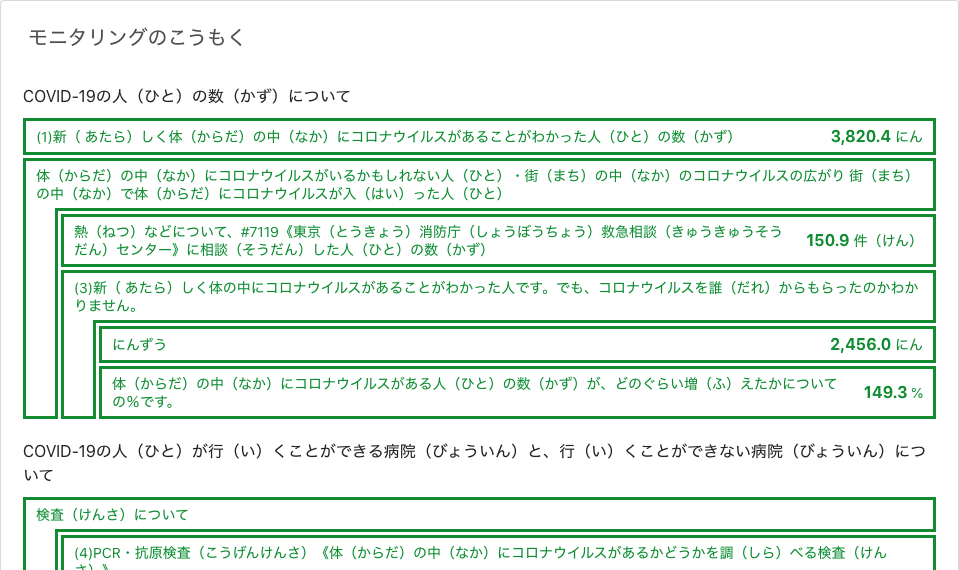 モニタリングのこうもく
COVID-19の人（ひと）の数（かず）について
(1)新（ あたら）しく体（からだ）の中（なか）にコロナウイルスがあることがわかった人（ひと）の数（かず） 3,820.4 にん
体（からだ）の中（なか）にコロナウイルスがいるかもしれない人（ひと）・街（まち）の中（なか）のコロナウイルスの広がり 街（まち）
の中（なか）で体（からだ）にコロナウイルスが入（はい）った人（ひと）
熱（ねつ）などについて、#7119《東京（とうきょう）消防庁（しょうぼうちょう）救急相談（きゅうきゅうそう
だん）センター》に相談（そうだん）した人（ひと）の数（かず）
150.9 件（けん）
(3)新（ あたら）しく体の中にコロナウイルスがあることがわかった人です。でも、コロナウイルスを誰（だれ）からもらったのかわか
りません。
にんずう 2,456.0 にん
体（からだ）の中（なか）にコロナウイルスがある人（ひと）の数（かず）が、どのぐらい増（ふ）えたかについて
の％です。
149.3 %
COVID-19の人（ひと）が行（い）くことができる病院（びょういん）と、行（い）くことができない病院（びょういん）につ
いて
検査（けんさ）について
(4)PCR・抗原検査（こうげんけんさ）《体（からだ）の中（なか）にコロナウイルスがあるかどうかを調（しら）べる検査（けん
さ）》